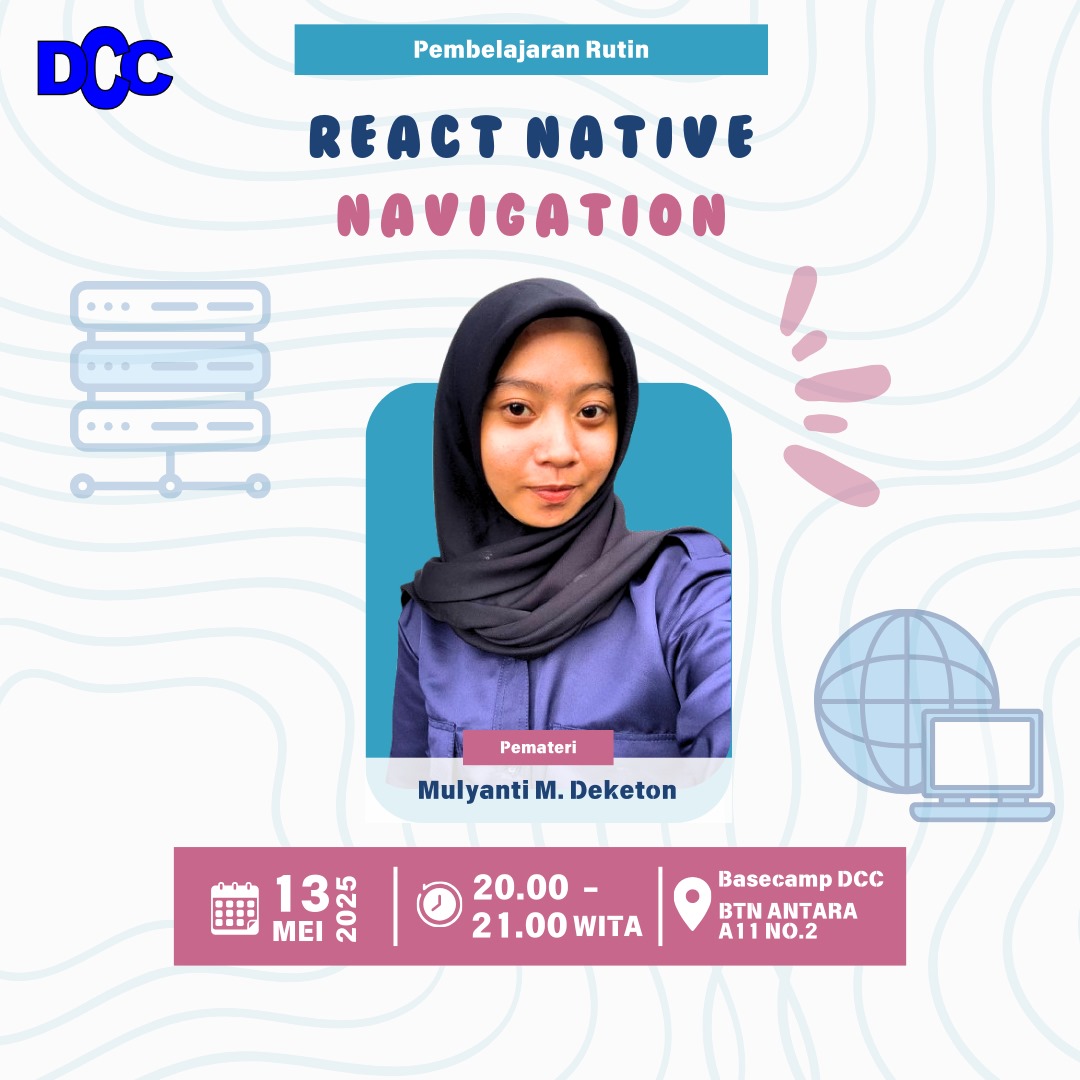 DCC
Pembelajaran Rutin
REACT NATIVE
NAVIGATION
Pemateri
Mulyanti M. Deketon
13
MEI
2025
20.00 –
21.00 WITA
Basecamp DCC
BTN ANTARA
A11 NO.2